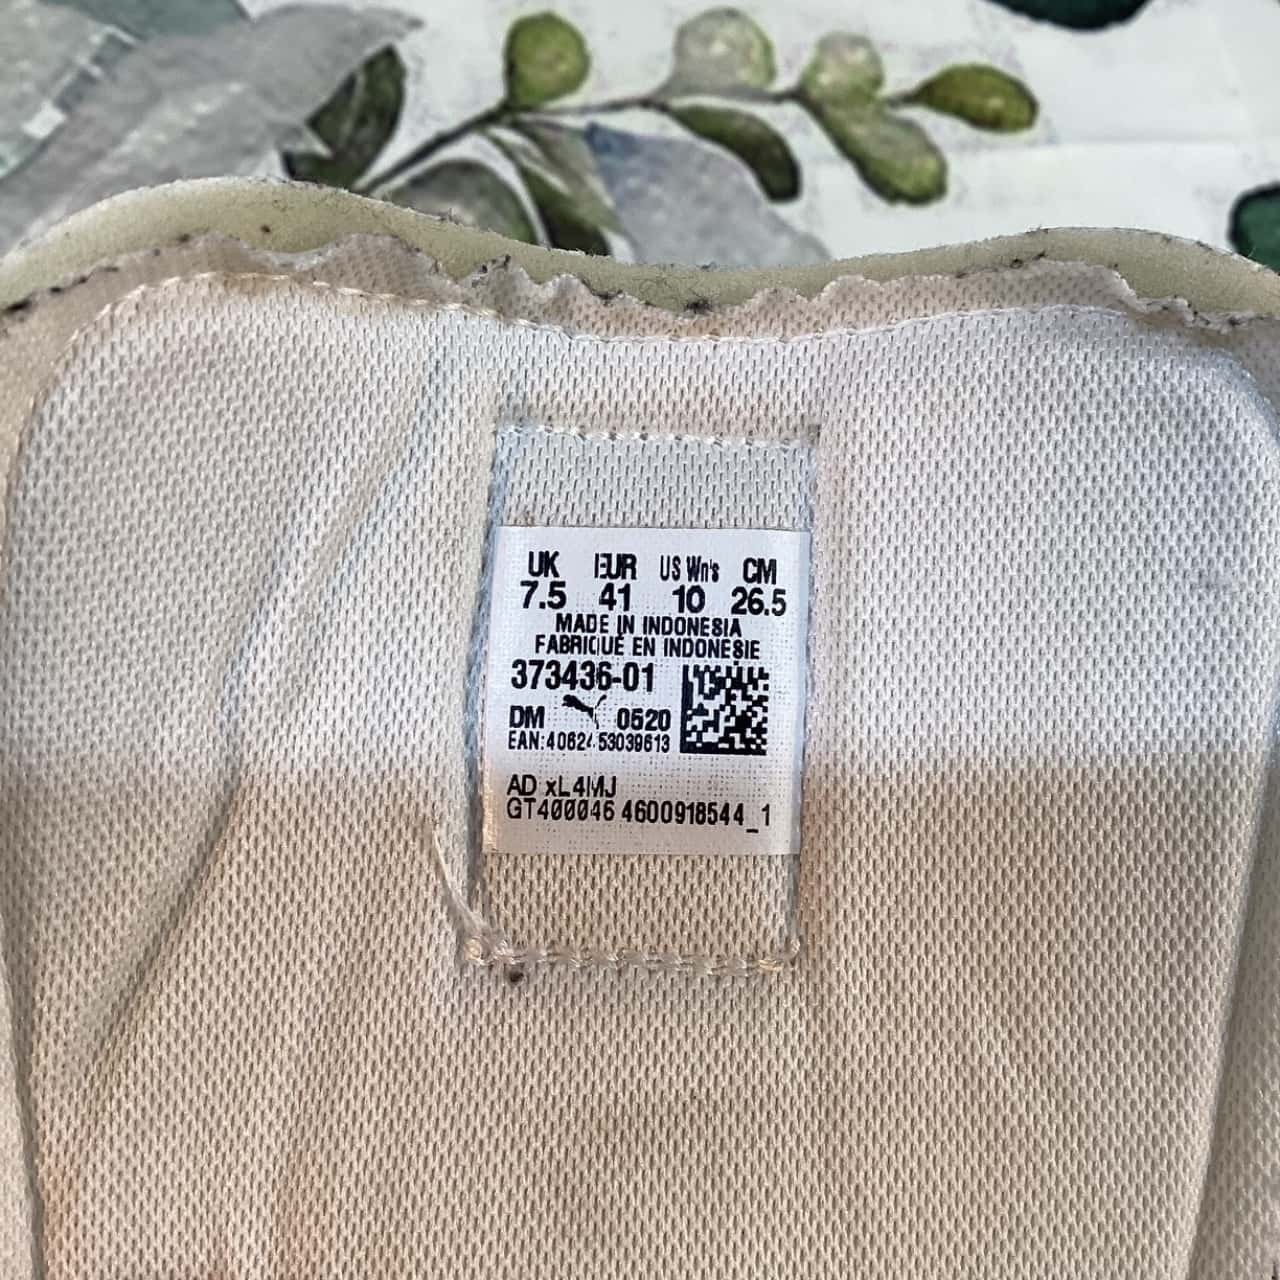 UK EUR US Wn's CM
7.5 41 10 26.5
MADE IN INDONESIA
FABRIQUÉ EN INDONESIE
373436-01
DM 0520
EAN:4062453039613
AD xL4MJ
GT400046 4600918544_1